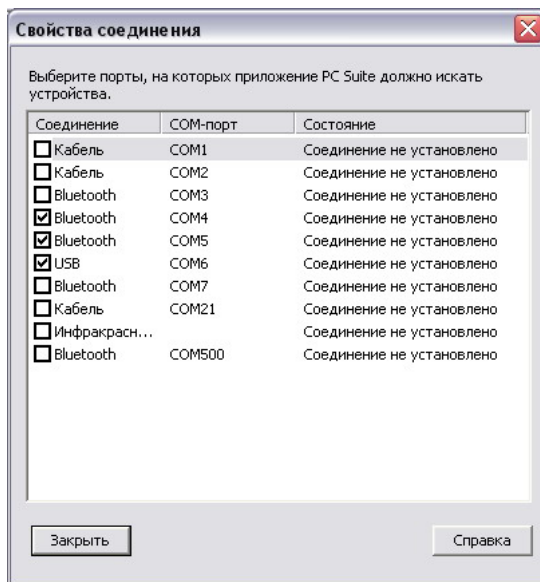 Свойства соединения
Выберите порты, на которых приложение PC Suite должно искать
устройства.
Соединение COM-порт Состояние
Кабель COM1 Соединение не установлено
Кабель COM2 Соединение не установлено
Bluetooth COM3 Соединение не установлено
Bluetooth COM4 Соединение не установлено
Bluetooth COM5 Соединение не установлено
USB COM6 Соединение не установлено
Bluetooth COM7 Соединение не установлено
Кабель COM21 Соединение не установлено
Инфракрасн... Соединение не установлено
Bluetooth COM500 Соединение не установлено
Закрыть Справка